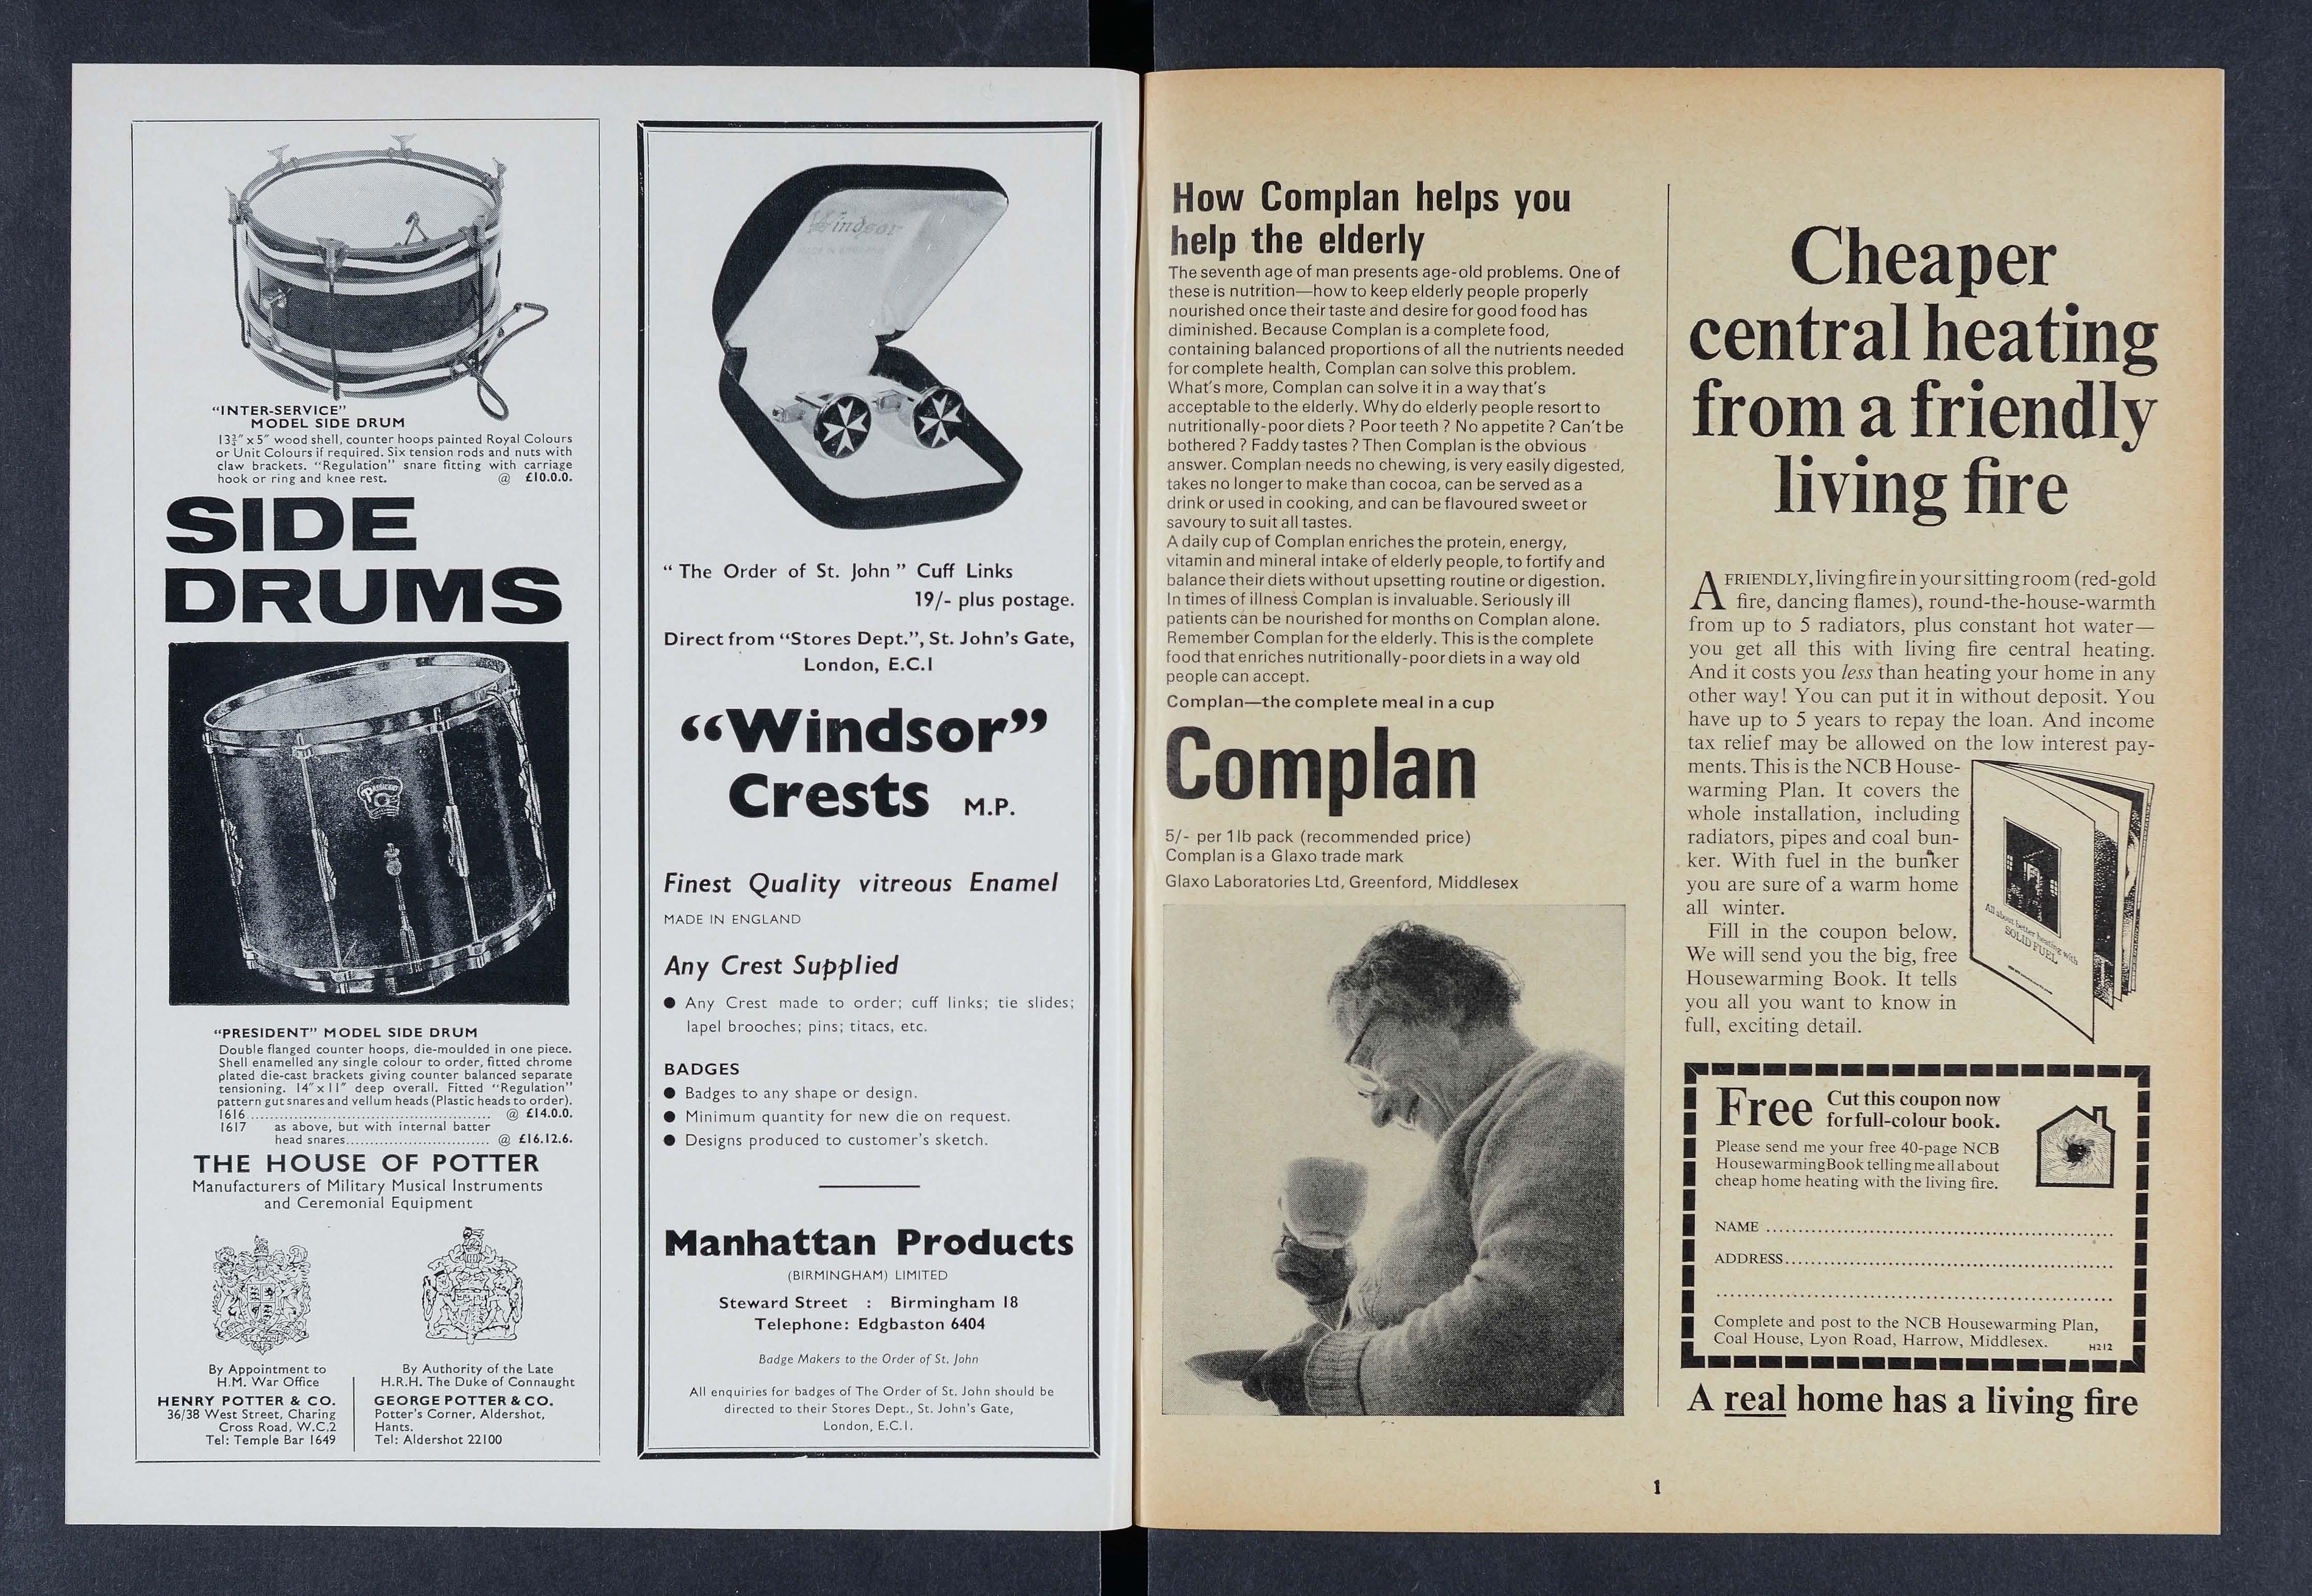 "INTER-SERVICE"
MODEL SIDE DRUM
13¾″ x 5″ wood shell, counter hoops painted Royal Colours
or Unit Colours if required. Six tension rods and nuts with
claw brackets. "Regulation" snare fitting with carriage
hook or ring and knee rest. @ £10.0.0.
SIDE
DRUMS
"PRESIDENT" MODEL SIDE DRUM
Double flanged counter hoops, die-moulded in one piece.
Shell enamelled any single colour to order, fitted chrome
plated die-cast brackets giving counter balanced separate
tensioning. 14″ x 11″ deep overall. Fitted "Regulation"
pattern gut snares and vellum heads (Plastic heads to order).
1616 .................................................. @ £14.0.0.
1617 as above, but with internal batter
head snares............................. @ £16.12.6.
THE HOUSE OF POTTER
Manufacturers of Military Musical Instruments
and Ceremonial Equipment
By Appointment to
H.M. War Office
HENRY POTTER & CO.
36/38 West Street, Charing
Cross Road, W.C.2
Tel: Temple Bar 1649
By Authority of the Late
H.R.H. The Duke of Connaught
GEORGE POTTER & CO.
Potter's Corner, Aldershot,
Hants.
Tel: Aldershot 22100
Windsor
MADE IN ENGLAND
"The Order of St. John" Cuff Links
19/- plus postage.
Direct from "Stores Dept.", St. John's Gate,
London, E.C.1
"Windsor"
Crests M.P.
Finest Quality vitreous Enamel
MADE IN ENGLAND
Any Crest Supplied
● Any Crest made to order; cuff links; tie slides;
lapel brooches; pins; titacs, etc.
BADGES
● Badges to any shape or design.
● Minimum quantity for new die on request.
● Designs produced to customer's sketch.
Manhattan Products
(BIRMINGHAM) LIMITED
Steward Street : Birmingham 18
Telephone: Edgbaston 6404
Badge Makers to the Order of St. John
All enquiries for badges of The Order of St. John should be
directed to their Stores Dept., St. John's Gate,
London, E.C.1.
How Complan helps you
help the elderly
The seventh age of man presents age-old problems. One of
these is nutrition—how to keep elderly people properly
nourished once their taste and desire for good food has
diminished. Because Complan is a complete food,
containing balanced proportions of all the nutrients needed
for complete health, Complan can solve this problem.
What's more, Complan can solve it in a way that's
acceptable to the elderly. Why do elderly people resort to
nutritionally-poor diets ? Poor teeth ? No appetite ? Can't be
bothered ? Faddy tastes ? Then Complan is the obvious
answer. Complan needs no chewing, is very easily digested,
takes no longer to make than cocoa, can be served as a
drink or used in cooking, and can be flavoured sweet or
savoury to suit all tastes.
A daily cup of Complan enriches the protein, energy,
vitamin and mineral intake of elderly people, to fortify and
balance their diets without upsetting routine or digestion.
In times of illness Complan is invaluable. Seriously ill
patients can be nourished for months on Complan alone.
Remember Complan for the elderly. This is the complete
food that enriches nutritionally-poor diets in a way old
people can accept.
Complan—the complete meal in a cup
Complan
5/- per 1lb pack (recommended price)
Complan is a Glaxo trade mark
Glaxo Laboratories Ltd, Greenford, Middlesex
Cheaper
central heating
from a friendly
living fire
A FRIENDLY, living fire in your sitting room (red-gold
fire, dancing flames), round-the-house-warmth
from up to 5 radiators, plus constant hot water—
you get all this with living fire central heating.
And it costs you less than heating your home in any
other way! You can put it in without deposit. You
have up to 5 years to repay the loan. And income
tax relief may be allowed on the low interest pay-
ments. This is the NCB House-
warming Plan. It covers the
whole installation, including
radiators, pipes and coal bun-
ker. With fuel in the bunker
you are sure of a warm home
all winter.
Fill in the coupon below.
We will send you the big, free
Housewarming Book. It tells
you all you want to know in
full, exciting detail.
All about better heating with
SOLID FUEL
Free Cut this coupon now
for full-colour book.
Please send me your free 40-page NCB
Housewarming Book telling me all about
cheap home heating with the living fire.
NAME ..................................................
ADDRESS..................................................
..................................................
Complete and post to the NCB Housewarming Plan,
Coal House, Lyon Road, Harrow, Middlesex. H212
A real home has a living fire
1